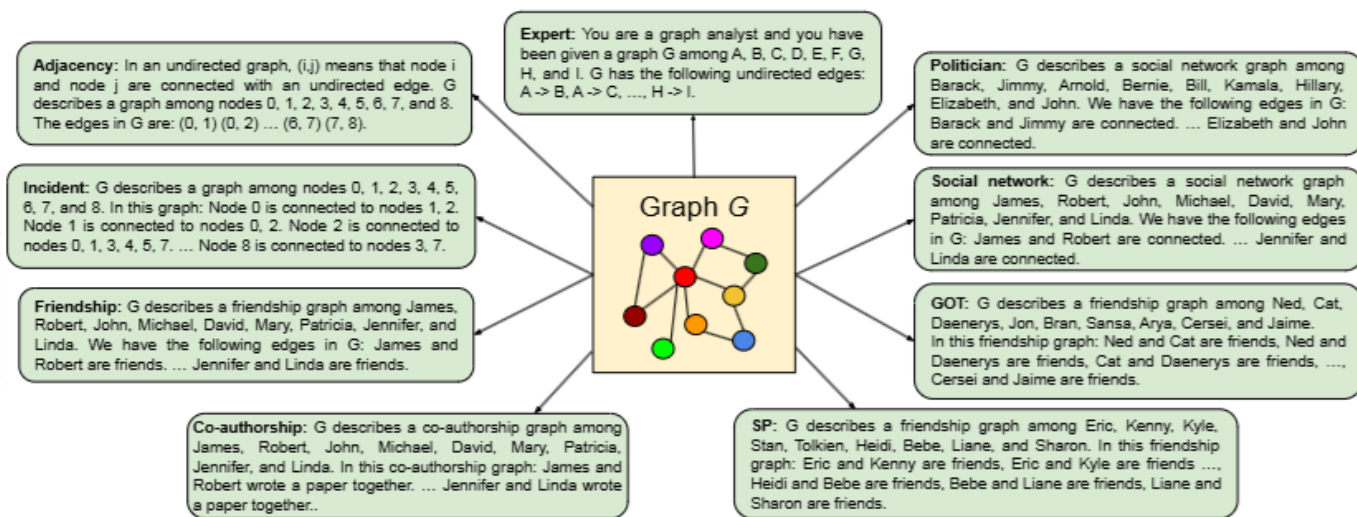 Expert: You are a graph analyst and you have
been given a graph G among A, B, C, D, E, F, G,
H, and I. G has the following undirected edges:
A -> B, A -> C, ..., H -> I.
Adjacency: In an undirected graph, (i,j) means that node i
and node j are connected with an undirected edge. G
describes a graph among nodes 0, 1, 2, 3, 4, 5, 6, 7, and 8.
The edges in G are: (0, 1) (0, 2) ... (6, 7) (7, 8).
Politician: G describes a social network graph among
Barack, Jimmy, Arnold, Bernie, Bill, Kamala, Hillary,
Elizabeth, and John. We have the following edges in G:
Barack and Jimmy are connected. ... Elizabeth and John
are connected.
Incident: G describes a graph among nodes 0, 1, 2, 3, 4, 5,
6, 7, and 8. In this graph: Node 0 is connected to nodes 1, 2.
Node 1 is connected to nodes 0, 2. Node 2 is connected to
nodes 0, 1, 3, 4, 5, 7. ... Node 8 is connected to nodes 3, 7.
Graph G
Social network: G describes a social network graph
among James, Robert, John, Michael, David, Mary,
Patricia, Jennifer, and Linda. We have the following edges
in G: James and Robert are connected. ... Jennifer and
Linda are connected.
Friendship: G describes a friendship graph among James,
Robert, John, Michael, David, Mary, Patricia, Jennifer, and
Linda. We have the following edges in G: James and
Robert are friends. ... Jennifer and Linda are friends.
GOT: G describes a friendship graph among Ned, Cat,
Daenerys, Jon, Bran, Sansa, Arya, Cersei, and Jaime.
In this friendship graph: Ned and Cat are friends, Ned and
Daenerys are friends, Cat and Daenerys are friends, ...,
Cersei and Jaime are friends.
Co-authorship: G describes a co-authorship graph among
James, Robert, John, Michael, David, Mary, Patricia,
Jennifer, and Linda. In this co-authorship graph: James and
Robert wrote a paper together. ... Jennifer and Linda wrote
a paper together..
SP: G describes a friendship graph among Eric, Kenny, Kyle,
Stan, Tolkien, Heidi, Bebe, Liane, and Sharon. In this friendship
graph: Eric and Kenny are friends, Eric and Kyle are friends ...,
Heidi and Bebe are friends, Bebe and Liane are friends, Liane and
Sharon are friends.